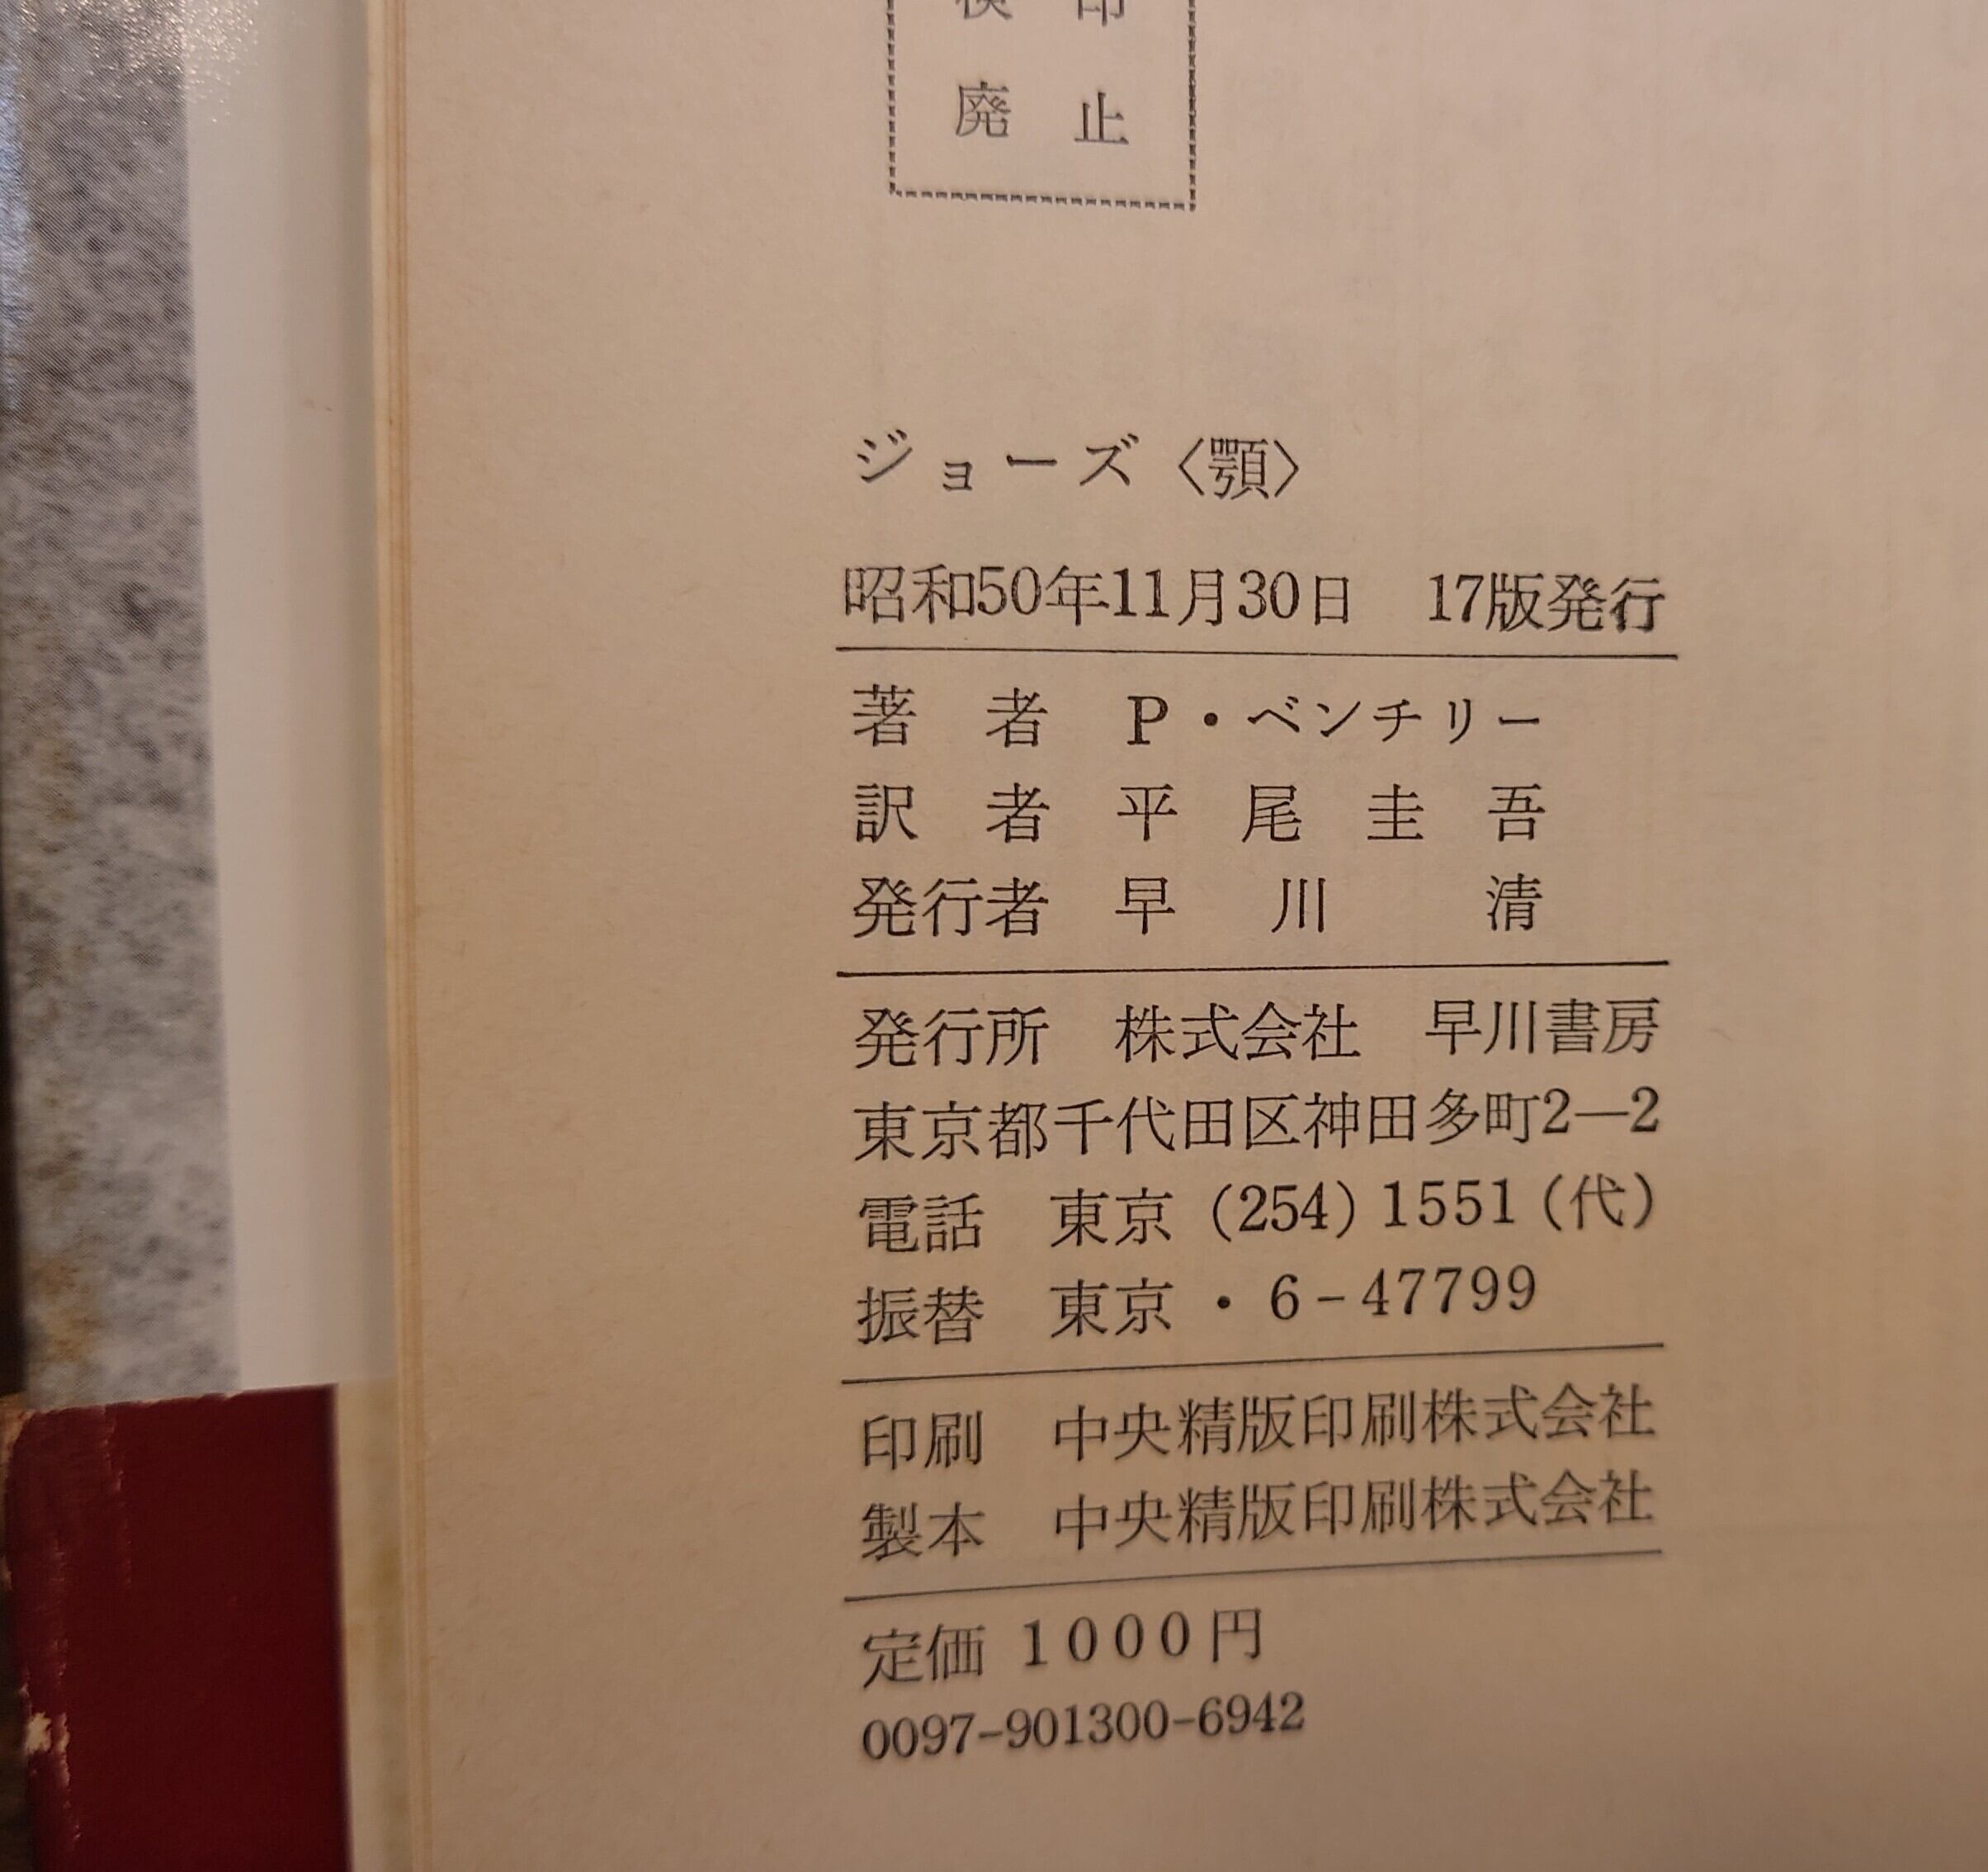 検印
廃止
ジョーズ〈顎〉
昭和50年11月30日　17版発行
著　者　P・ベンチリー
訳　者　平　尾　圭　吾
発行者　早　川　　清
発行所　株式会社　早川書房
東京都千代田区神田多町2—2
電話　東京 (254) 1551 (代)
振替　東京・6－47799
印刷　中央精版印刷株式会社
製本　中央精版印刷株式会社
定価 1000円
0097-901300-6942